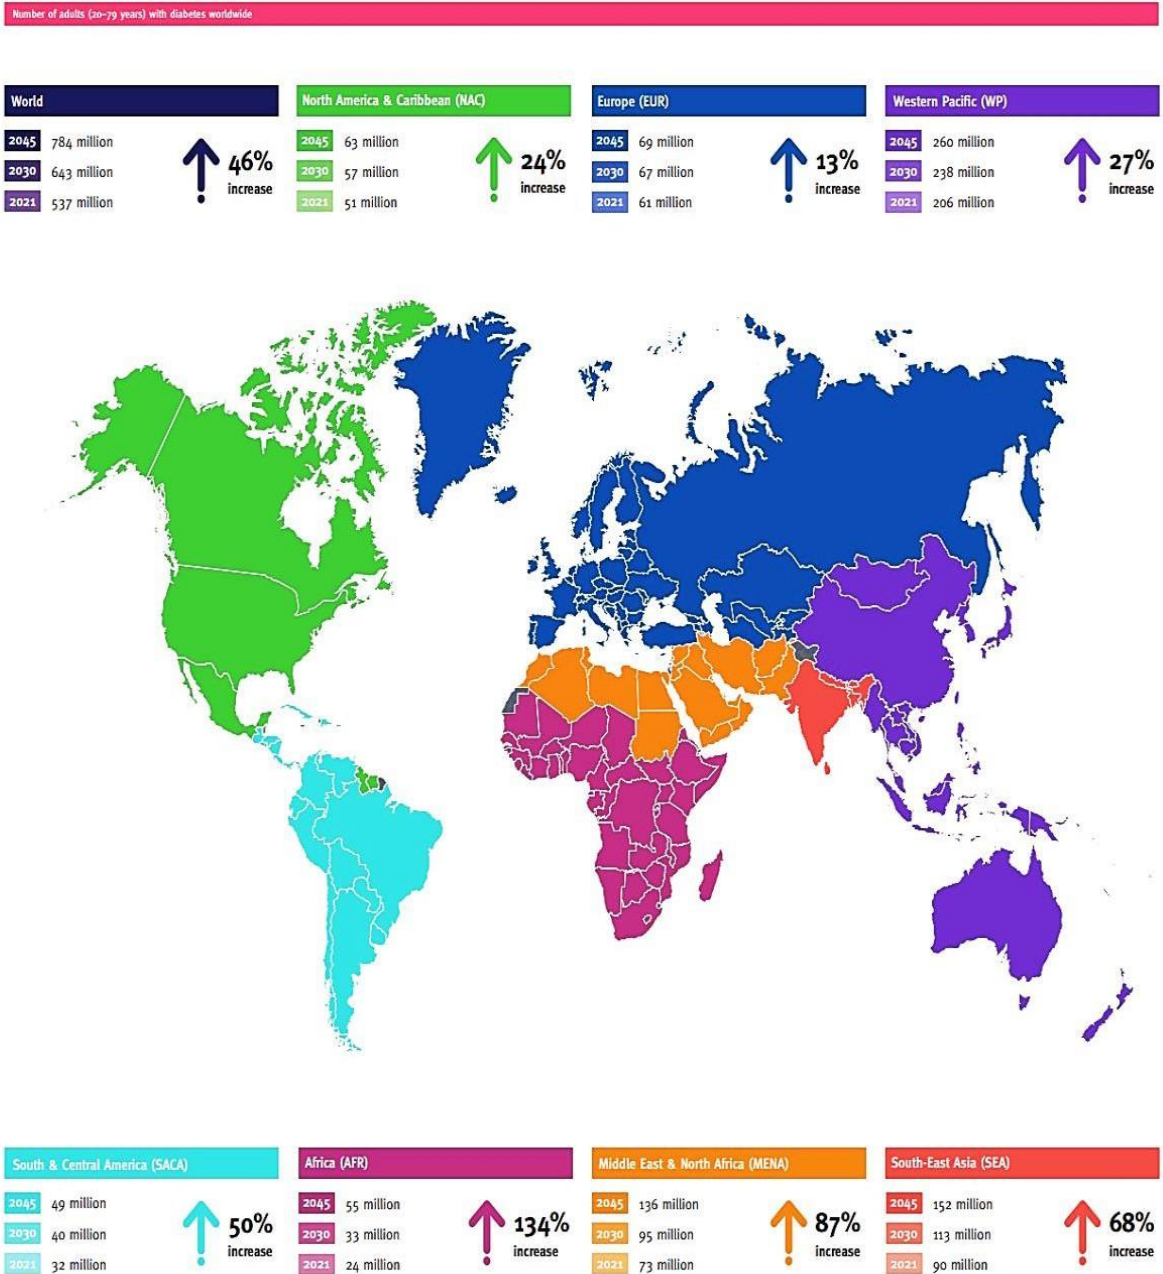 Number of adults (20–79 years) with diabetes worldwide
World
2045 784 million
2030 643 million
2021 537 million
46%
increase
North America & Caribbean (NAC)
2045 63 million
2030 57 million
2021 51 million
24%
increase
Europe (EUR)
2045 69 million
2030 67 million
2021 61 million
13%
increase
Western Pacific (WP)
2045 260 million
2030 238 million
2021 206 million
27%
increase
South & Central America (SACA)
2045 49 million
2030 40 million
2021 32 million
50%
increase
Africa (AFR)
2045 55 million
2030 33 million
2021 24 million
134%
increase
Middle East & North Africa (MENA)
2045 136 million
2030 95 million
2021 73 million
87%
increase
South-East Asia (SEA)
2045 152 million
2030 113 million
2021 90 million
68%
increase